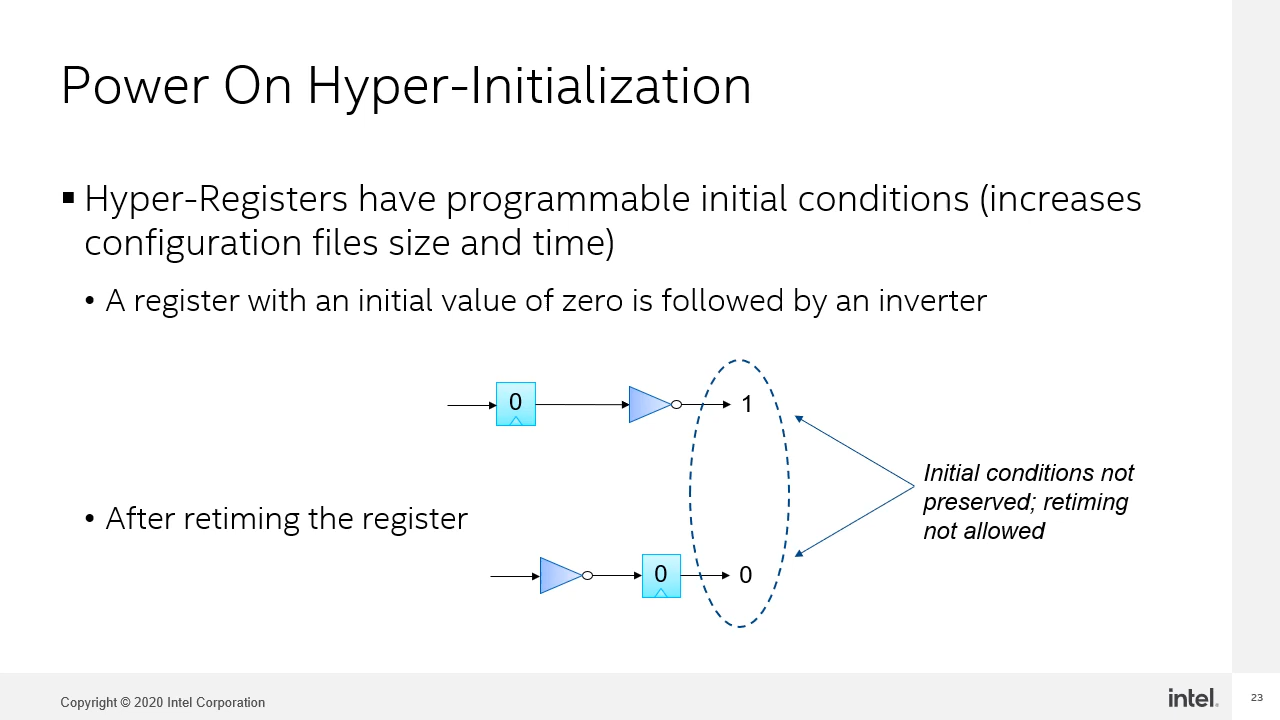 Power On Hyper-Initialization
▪ Hyper-Registers have programmable initial conditions (increases
configuration files size and time)
• A register with an initial value of zero is followed by an inverter
0
1
Initial conditions not
preserved; retiming
not allowed
• After retiming the register
0
0
Copyright © 2020 Intel Corporation
intel.
23